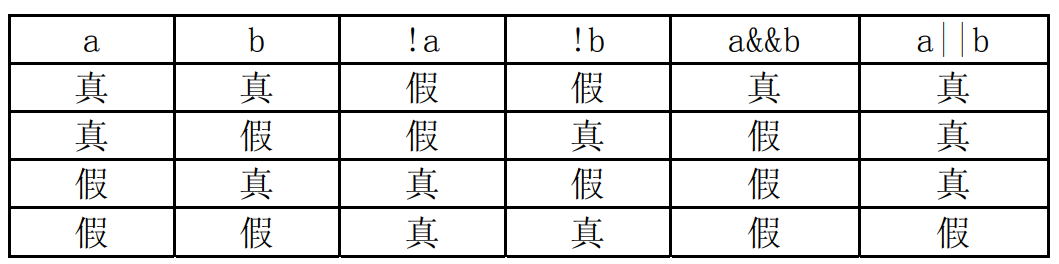 a b !a !b a&&b a||b
真 真 假 假 真 真
真 假 假 真 假 真
假 真 真 假 假 真
假 假 真 真 假 假